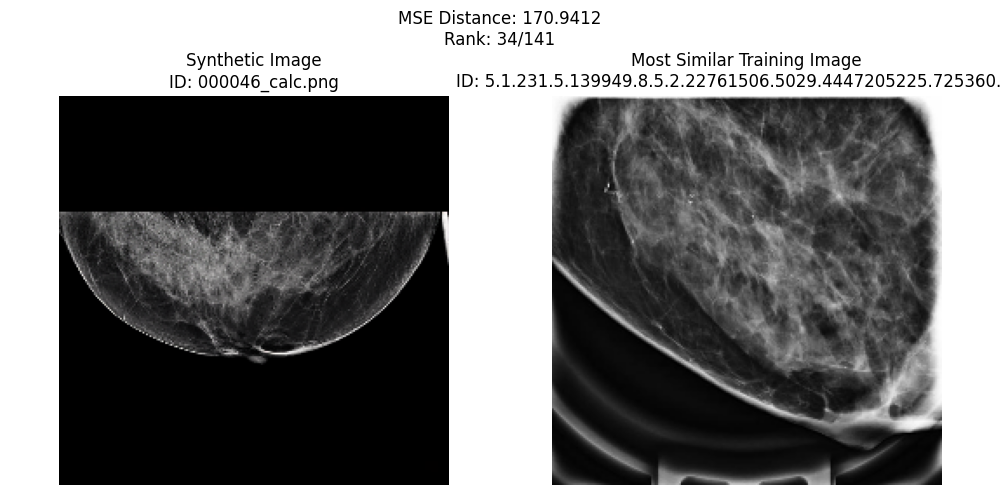 MSE Distance: 170.9412
Rank: 34/141
Synthetic Image
ID: 000046_calc.png
Most Similar Training Image
ID: 5.1.231.5.139949.8.5.2.22761506.5029.4447205225.725360.